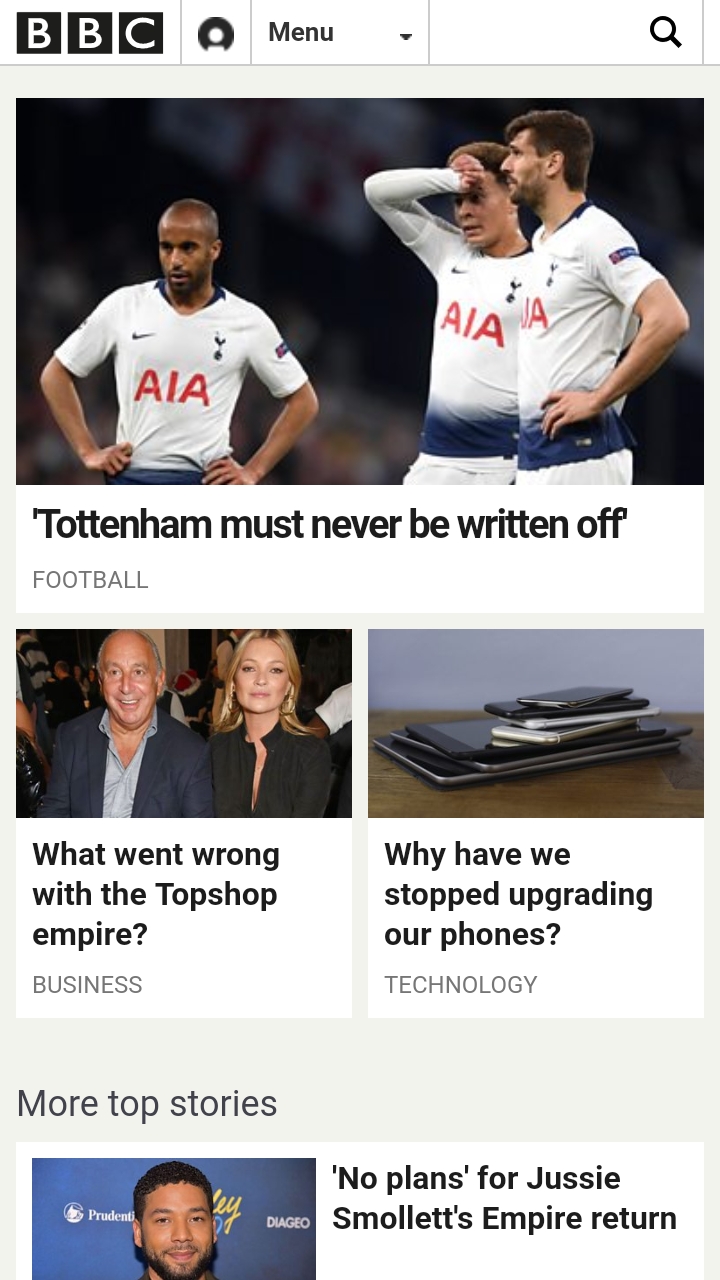 BBC
Menu
AIA
AIA
IA
'Tottenham must never be written off'
FOOTBALL
What went wrong
with the Topshop
empire?
BUSINESS
Why have we
stopped upgrading
our phones?
TECHNOLOGY
More top stories
'No plans' for Jussie
Smollett's Empire return
Prudenti
ley
DIAGEO